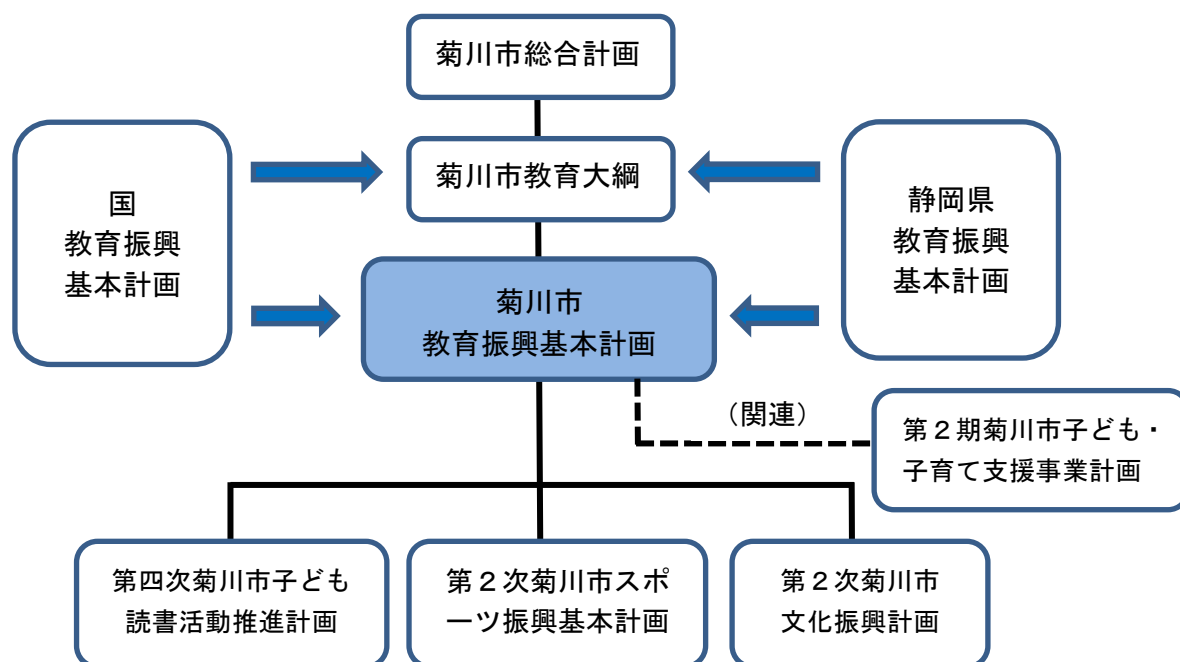 菊川市総合計画
菊川市教育大綱
国
教育振興
基本計画
静岡県
教育振興
基本計画
菊川市
教育振興基本計画
（関連）
第２期菊川市子ども・
子育て支援事業計画
第四次菊川市子ども
読書活動推進計画
第２次菊川市スポ
ーツ振興基本計画
第２次菊川市
文化振興計画